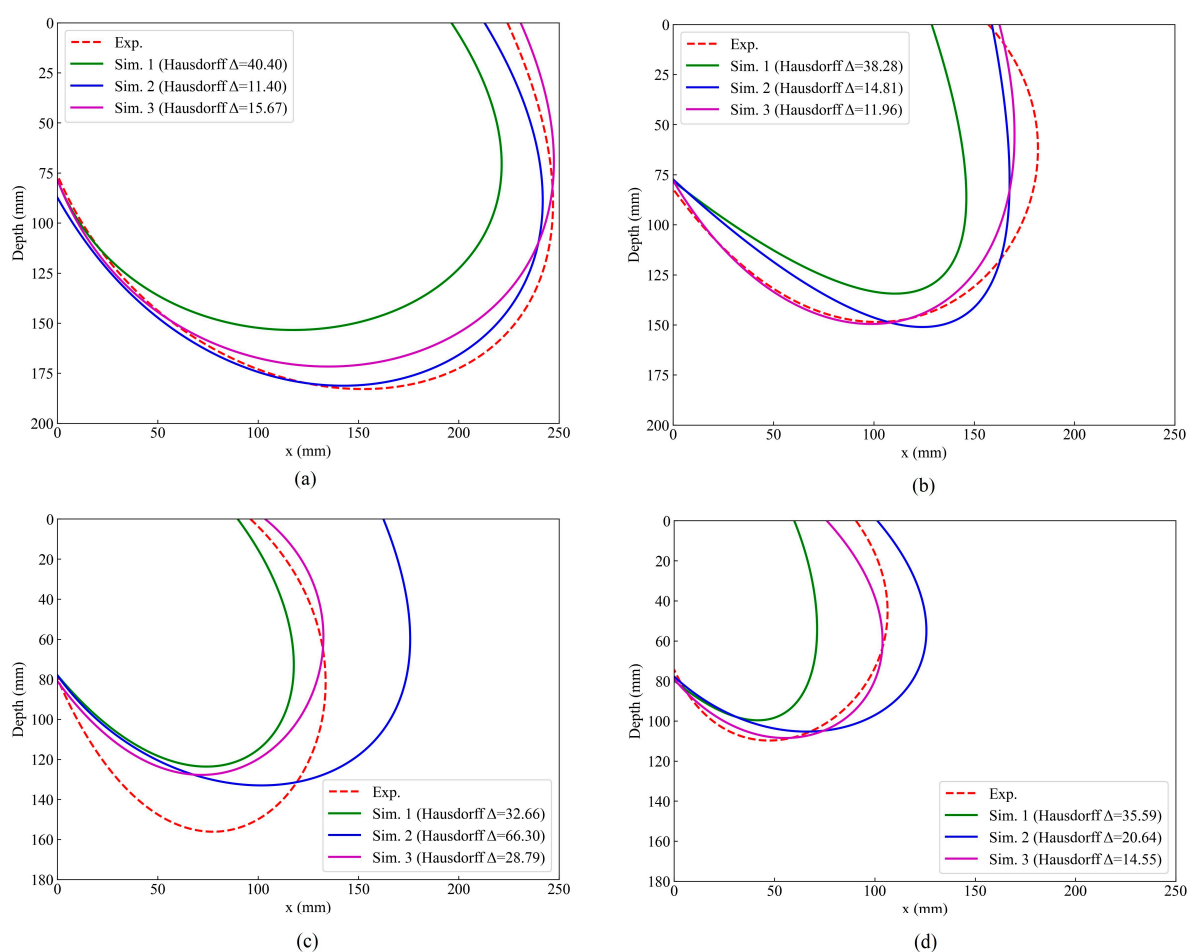 0
25
50
75
100
125
150
175
200
Depth (mm)
Exp.
Sim. 1 (Hausdorff Δ=40.40)
Sim. 2 (Hausdorff Δ=11.40)
Sim. 3 (Hausdorff Δ=15.67)
0 50 100 150 200 250
x (mm)
(a)
0
25
50
75
100
125
150
175
200
Depth (mm)
Exp.
Sim. 1 (Hausdorff Δ=38.28)
Sim. 2 (Hausdorff Δ=14.81)
Sim. 3 (Hausdorff Δ=11.96)
0 50 100 150 200 250
x (mm)
(b)
0
20
40
60
80
100
120
140
160
180
Depth (mm)
Exp.
Sim. 1 (Hausdorff Δ=32.66)
Sim. 2 (Hausdorff Δ=66.30)
Sim. 3 (Hausdorff Δ=28.79)
0 50 100 150 200 250
x (mm)
(c)
0
20
40
60
80
100
120
140
160
180
Depth (mm)
Exp.
Sim. 1 (Hausdorff Δ=35.59)
Sim. 2 (Hausdorff Δ=20.64)
Sim. 3 (Hausdorff Δ=14.55)
0 50 100 150 200 250
x (mm)
(d)